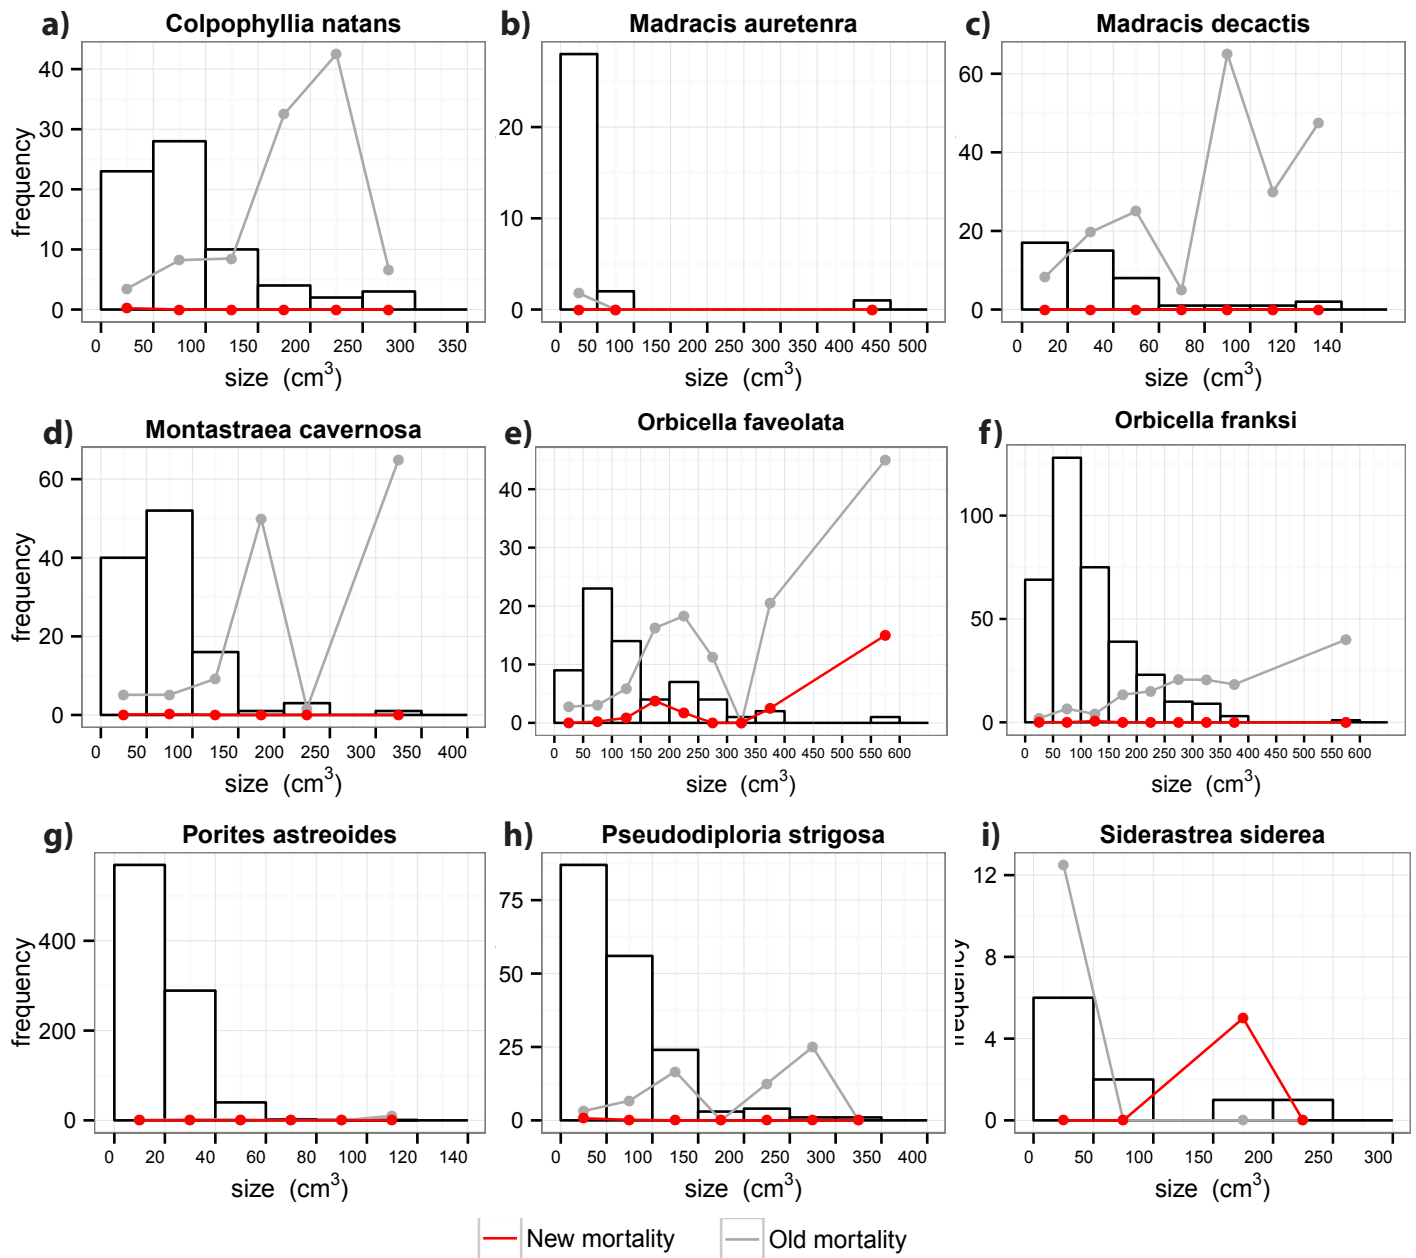 a) Colpophyllia natans
frequency
40
30
20
10
0
0 50 100 150 200 250 300 350
size (cm³)
b) Madracis auretenra
20
10
0
0 50 100 150 200 250 300 350 400 450 500
size (cm³)
c) Madracis decactis
60
40
20
0
0 20 40 60 80 100 120 140
size (cm³)
d) Montastraea cavernosa
frequency
60
40
20
0
0 50 100 150 200 250 300 350 400
size (cm³)
e) Orbicella faveolata
40
30
20
10
0
0 50 100 150 200 250 300 350 400 450 500 550 600
size (cm³)
f) Orbicella franksi
100
50
0
0 50 100 150 200 250 300 350 400 450 500 550 600
size (cm³)
g) Porites astreoides
frequency
400
200
0
0 20 40 60 80 100 120 140
size (cm³)
h) Pseudodiploria strigosa
75
50
25
0
0 50 100 150 200 250 300 350 400
size (cm³)
i) Siderastrea siderea
frequency
12
8
4
0
0 50 100 150 200 250 300
size (cm³)
New mortality
Old mortality